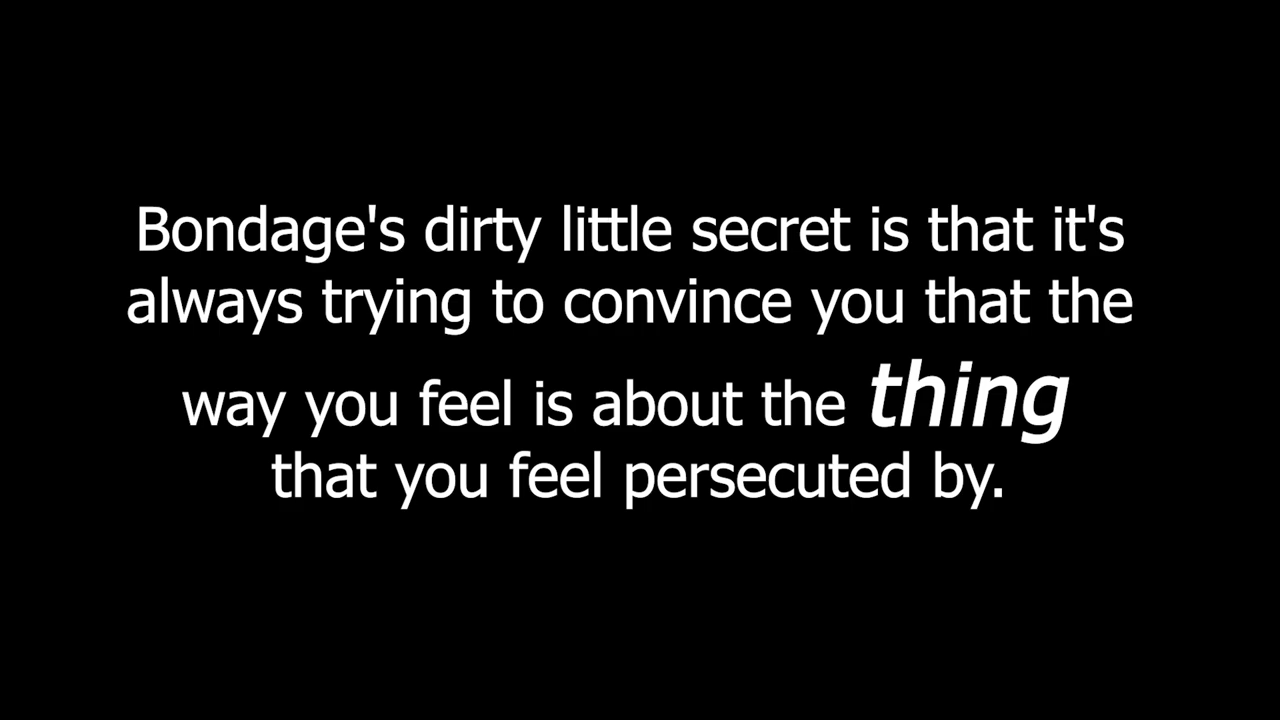 Bondage's dirty little secret is that it's
always trying to convince you that the
way you feel is about the thing
that you feel persecuted by.